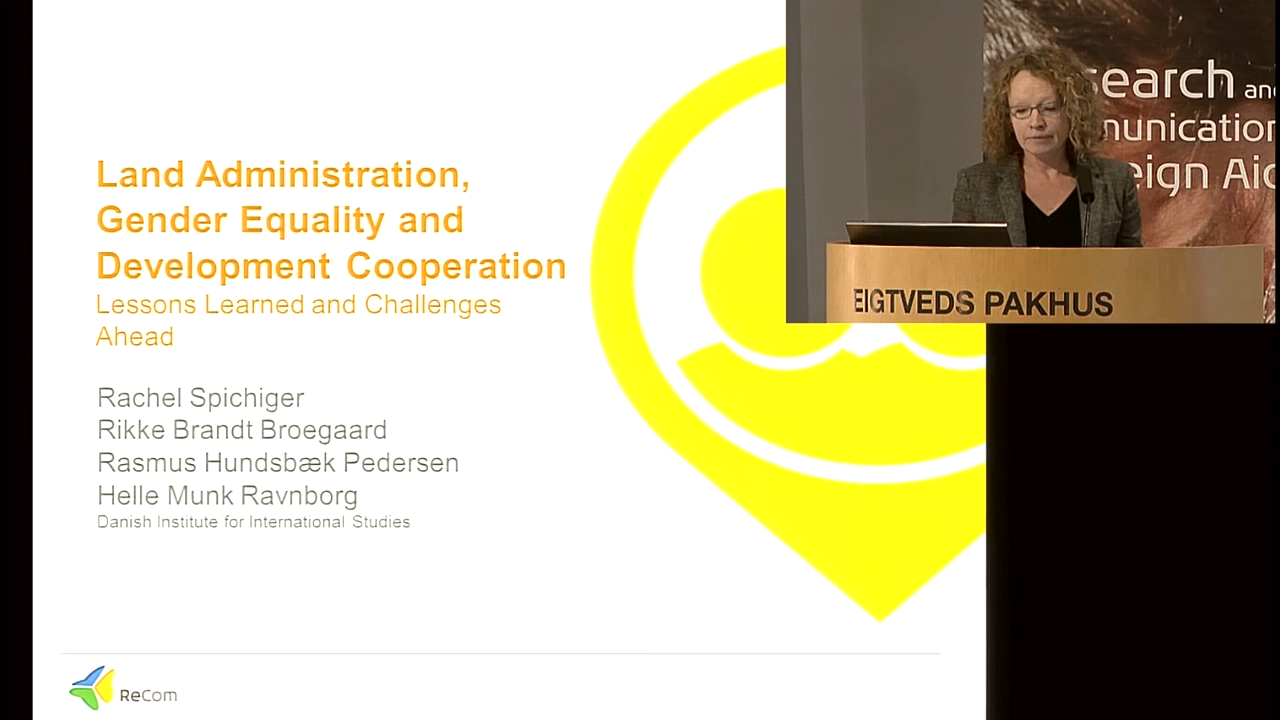 Land Administration,
Gender Equality and
Development Cooperation
Lessons Learned and Challenges
Ahead
Rachel Spichiger
Rikke Brandt Broegaard
Rasmus Hundsbæk Pedersen
Helle Munk Ravnborg
Danish Institute for International Studies
ReCom
earch an
nunication
eign Aid
EIGTVEDS PAKHUS